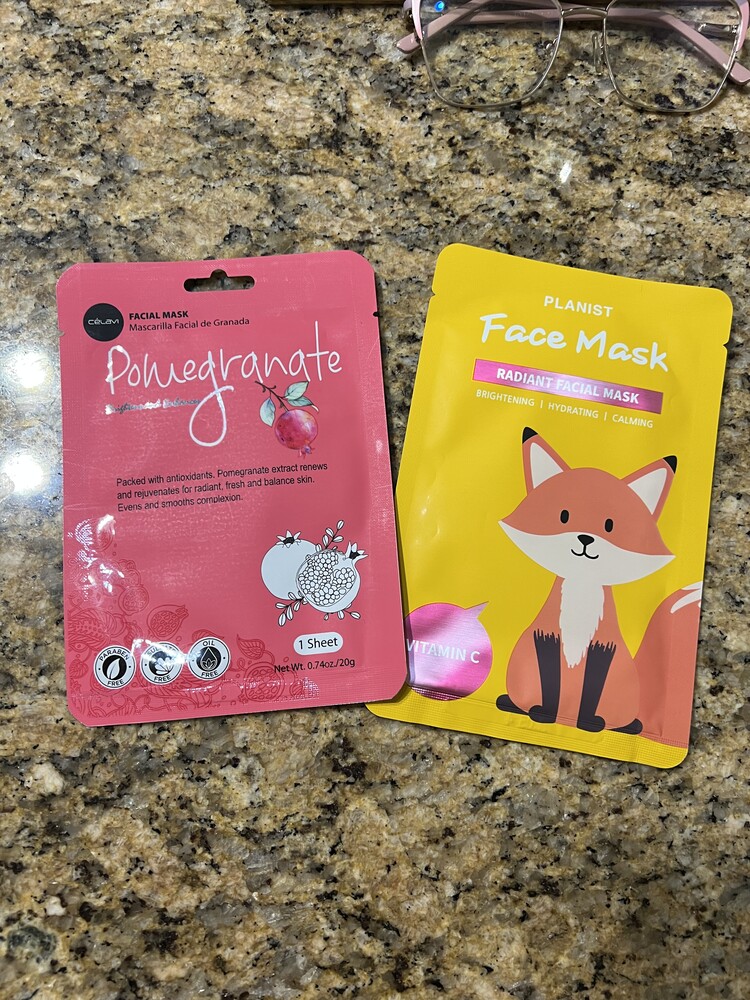 CÉLAVI
FACIAL MASK
Mascarilla Facial de Granada
Pomegranate
Packed with antioxidants. Pomegranate extract renews
and rejuvenates for radiant, fresh and balance skin.
Evens and smooths complexion.
PARABEN
FREE
FREE
OIL
FREE
1 Sheet
Net Wt. 0.74oz./20g
PLANIST
Face Mask
RADIANT FACIAL MASK
BRIGHTENING | HYDRATING | CALMING
VITAMIN C